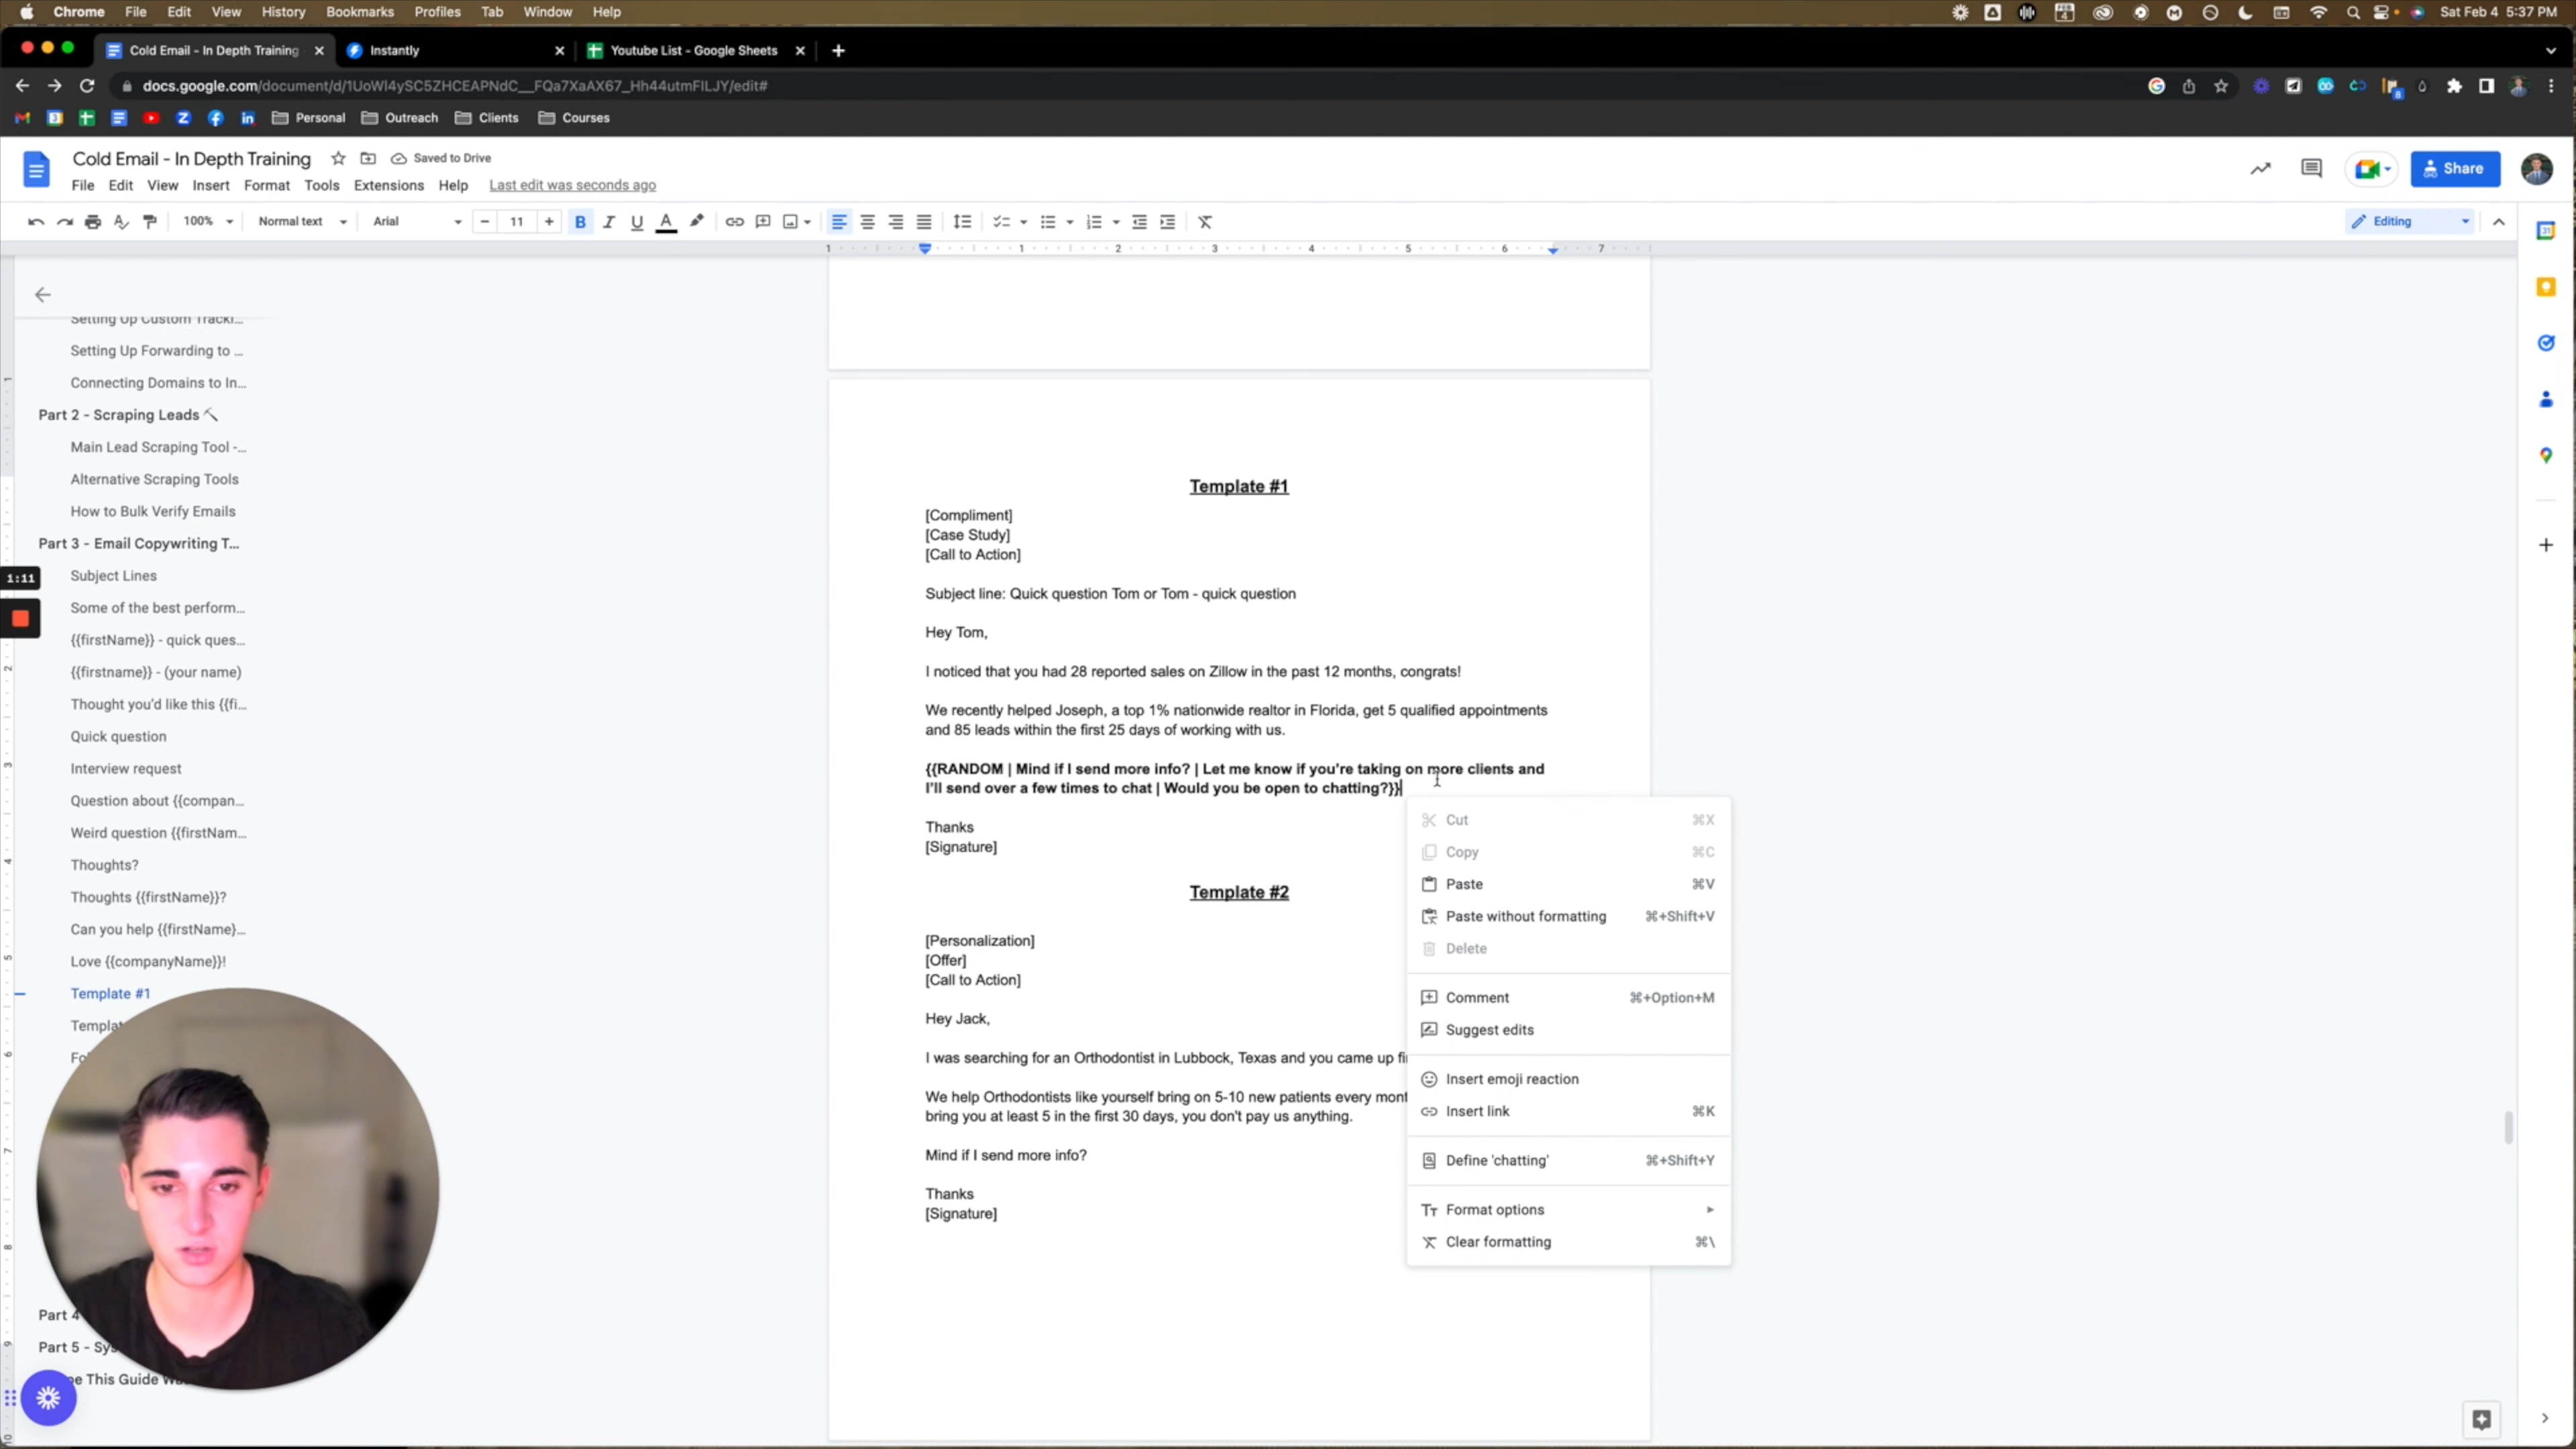 Chrome File Edit View History Bookmarks Profiles Tab Window Help
FEB 4
Sat Feb 4 5:37 PM
Cold Email - In Depth Training
Instantly
Youtube List - Google Sheets
docs.google.com/document/d/1UoWI4ySC5ZHCEAPNdC__FQa7XaAX67_Hh44utmFILJY/edit#
8
Personal Outreach Clients Courses
Cold Email - In Depth Training Saved to Drive
File Edit View Insert Format Tools Extensions Help Last edit was seconds ago
Share
100% Normal text Arial 11 B I U A
Editing
1 1 2 3 4 5 6 7
Setting Up Custom Tracki...
Setting Up Forwarding to ...
Connecting Domains to In...
Part 2 - Scraping Leads
Main Lead Scraping Tool -...
Alternative Scraping Tools
How to Bulk Verify Emails
Part 3 - Email Copywriting T...
Subject Lines
1:11
Some of the best perform...
{{firstName}} - quick ques...
{{firstname}} - (your name)
Thought you'd like this {{fi...
Quick question
Interview request
Question about {{compan...
Weird question {{firstNam...
Thoughts?
Thoughts {{firstName}}?
Can you help {{firstName}...
Love {{companyName}}!
Template #1
Templat
Fo
Part 4
Part 5 - Sys
pe This Guide Wa
Template #1
[Compliment]
[Case Study]
[Call to Action]
Subject line: Quick question Tom or Tom - quick question
Hey Tom,
I noticed that you had 28 reported sales on Zillow in the past 12 months, congrats!
We recently helped Joseph, a top 1% nationwide realtor in Florida, get 5 qualified appointments
and 85 leads within the first 25 days of working with us.
{{RANDOM | Mind if I send more info? | Let me know if you're taking on more clients and
I'll send over a few times to chat | Would you be open to chatting?}}
Thanks
[Signature]
Template #2
[Personalization]
[Offer]
[Call to Action]
Hey Jack,
I was searching for an Orthodontist in Lubbock, Texas and you came up fi
We help Orthodontists like yourself bring on 5-10 new patients every mont
bring you at least 5 in the first 30 days, you don't pay us anything.
Mind if I send more info?
Thanks
[Signature]
Cut ⌘X
Copy ⌘C
Paste ⌘V
Paste without formatting ⌘+Shift+V
Delete
Comment ⌘+Option+M
Suggest edits
Insert emoji reaction
Insert link ⌘K
Define 'chatting' ⌘+Shift+Y
Format options
Clear formatting ⌘\